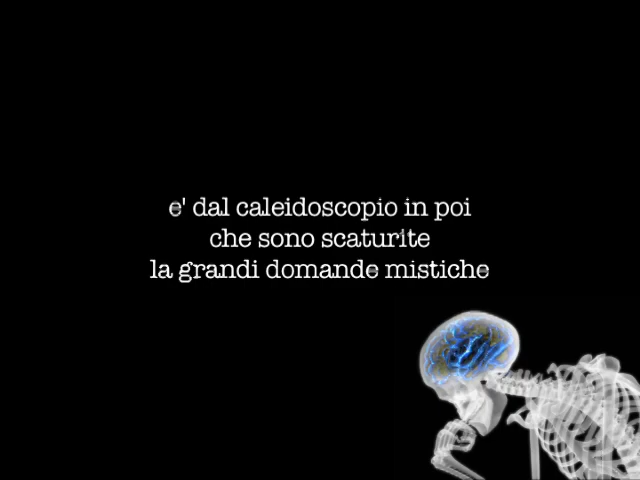 e' dal caleidoscopio in poi
che sono scaturite
la grandi domande mistiche